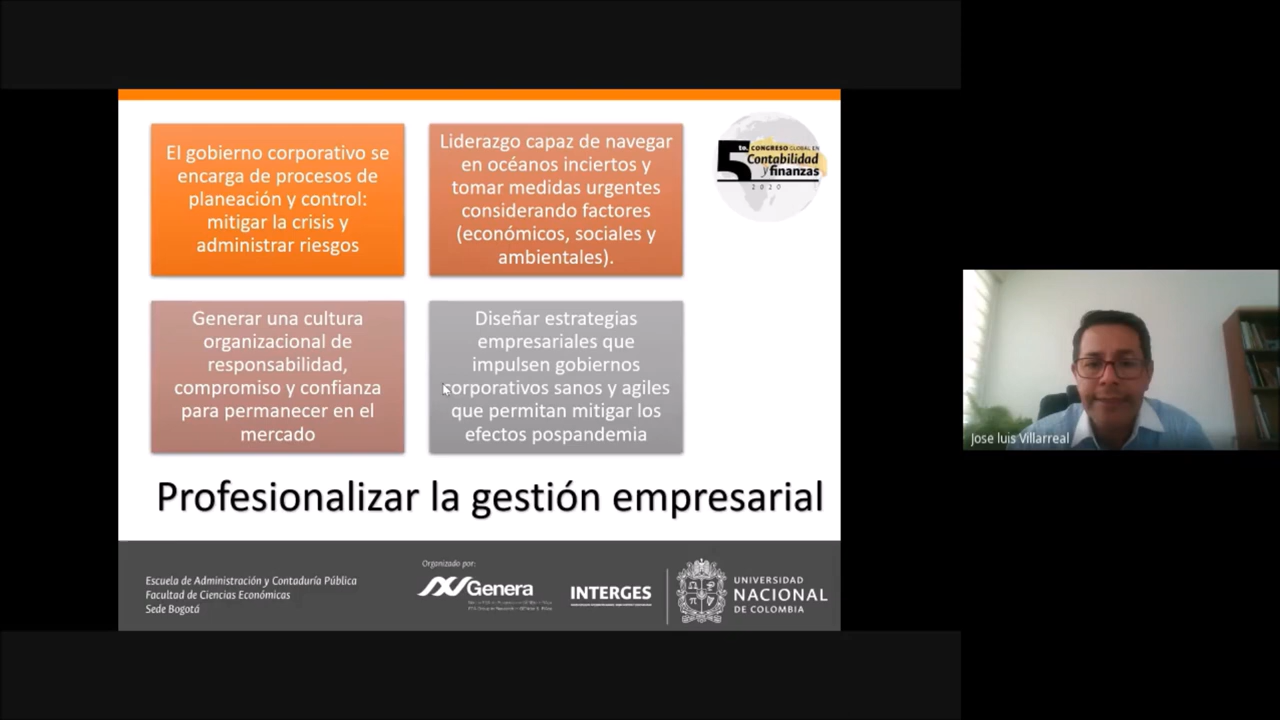 El gobierno corporativo se
encarga de procesos de
planeación y control:
mitigar la crisis y
administrar riesgos
Liderazgo capaz de navegar
en océanos inciertos y
tomar medidas urgentes
considerando factores
(económicos, sociales y
ambientales).
5to. CONGRESO GLOBAL EN
Contabilidad
y finanzas
2020
Generar una cultura
organizacional de
responsabilidad,
compromiso y confianza
para permanecer en el
mercado
Diseñar estrategias
empresariales que
impulsen gobiernos
corporativos sanos y agiles
que permitan mitigar los
efectos pospandemia
Profesionalizar la gestión empresarial
Jose luis Villarreal
Escuela de Administración y Contaduría Pública
Facultad de Ciencias Económicas
Sede Bogotá
Organizado por:
Genera
INTERGES
UNIVERSIDAD
NACIONAL
DE COLOMBIA